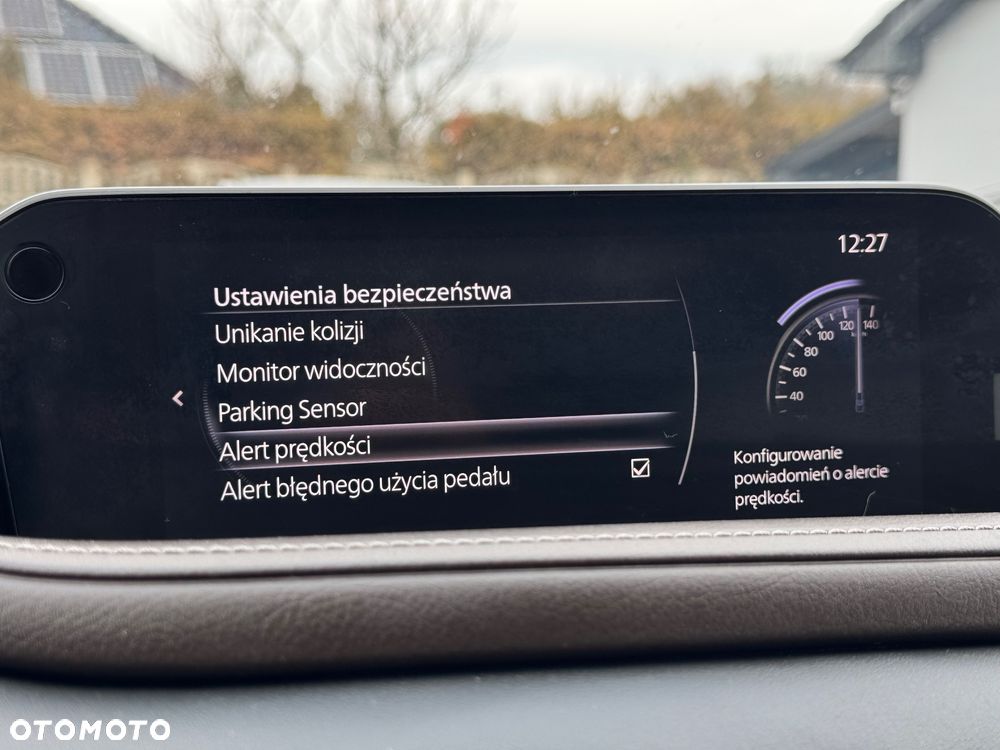 12:27
Ustawienia bezpieczeństwa
Unikanie kolizji
Monitor widoczności
Parking Sensor
Alert prędkości
Alert błędnego użycia pedału
40
60
80
100
120
140
km/h
Konfigurowanie
powiadomień o alercie
prędkości.
OTOMOTO